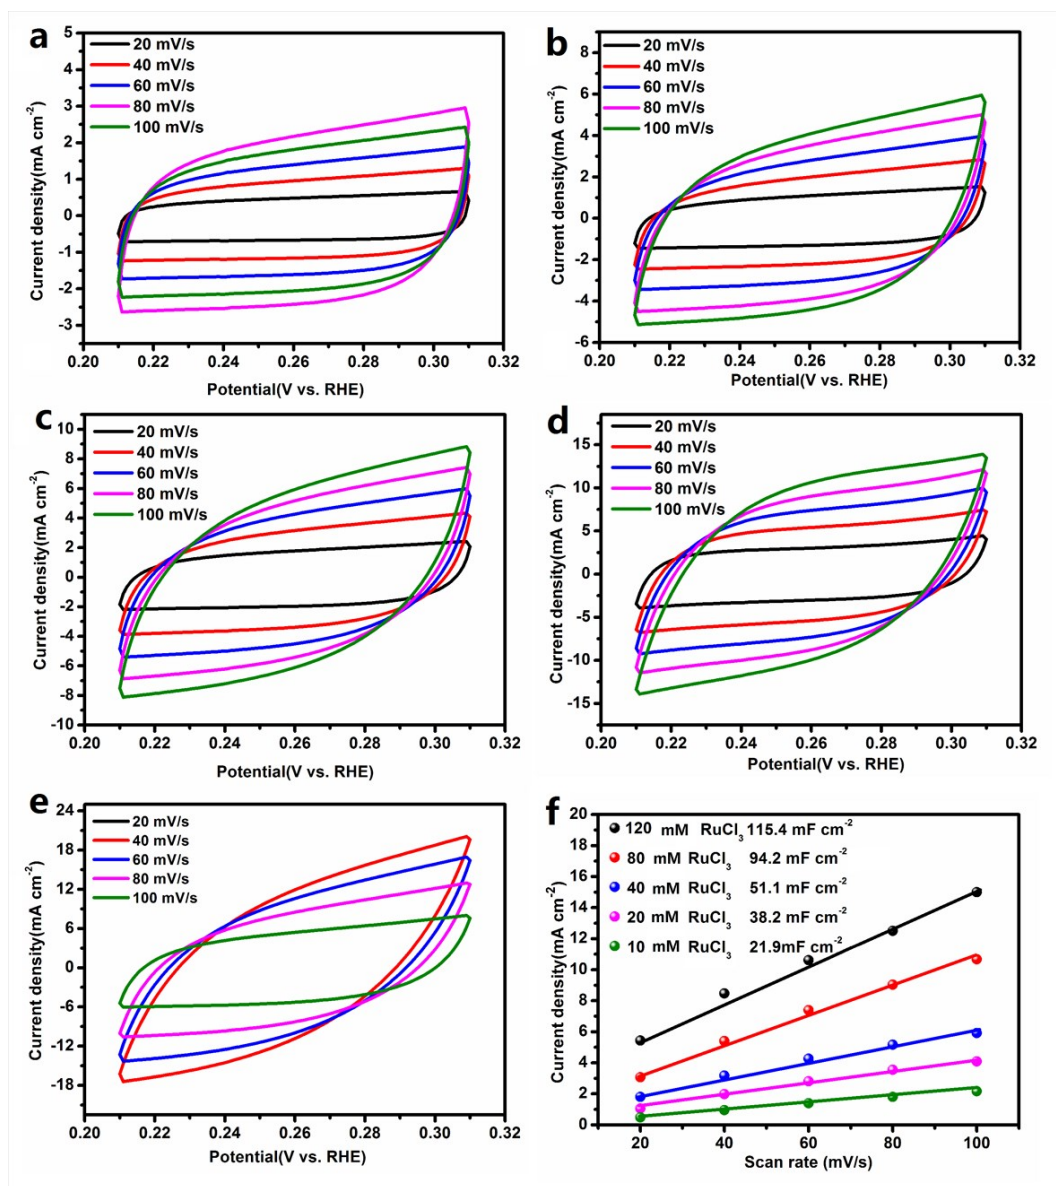 a
20 mV/s
40 mV/s
60 mV/s
80 mV/s
100 mV/s
5
4
3
2
1
0
-1
-2
-3
Current density(mA cm-2)
0.20 0.22 0.24 0.26 0.28 0.30 0.32
Potential(V vs. RHE)
b
20 mV/s
40 mV/s
60 mV/s
80 mV/s
100 mV/s
8
6
4
2
0
-2
-4
-6
Current density(mA cm-2)
0.20 0.22 0.24 0.26 0.28 0.30 0.32
Potential(V vs. RHE)
c
20 mV/s
40 mV/s
60 mV/s
80 mV/s
100 mV/s
10
8
6
4
2
0
-2
-4
-6
-8
-10
Current density(mA cm-2)
0.20 0.22 0.24 0.26 0.28 0.30 0.32
Potential(V vs. RHE)
d
20 mV/s
40 mV/s
60 mV/s
80 mV/s
100 mV/s
15
10
5
0
-5
-10
-15
Current density(mA cm-2)
0.20 0.22 0.24 0.26 0.28 0.30 0.32
Potential(V vs. RHE)
e
20 mV/s
40 mV/s
60 mV/s
80 mV/s
100 mV/s
24
18
12
6
0
-6
-12
-18
Current density(mA cm-2)
0.20 0.22 0.24 0.26 0.28 0.30 0.32
Potential(V vs. RHE)
f
120 mM RuCl3 115.4 mF cm-2
80 mM RuCl3 94.2 mF cm-2
40 mM RuCl3 51.1 mF cm-2
20 mM RuCl3 38.2 mF cm-2
10 mM RuCl3 21.9mF cm-2
20
18
16
14
12
10
8
6
4
2
0
Current density(mA cm-2)
20 40 60 80 100
Scan rate (mV/s)